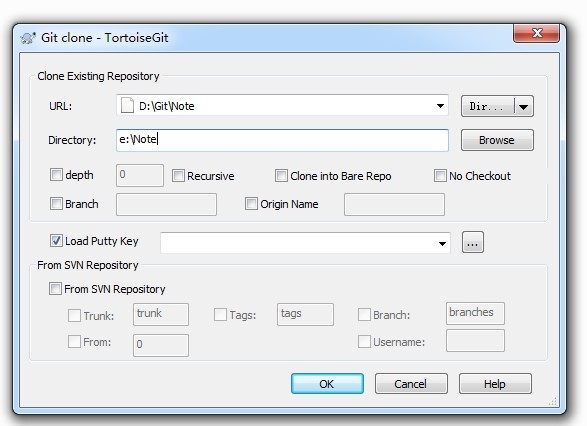 Git clone - TortoiseGit
Clone Existing Repository
URL: D:\Git\Note Dir...
Directory: e:\Note Browse
depth 0 Recursive Clone into Bare Repo No Checkout
Branch Origin Name
Load Putty Key ...
From SVN Repository
From SVN Repository
Trunk: trunk Tags: tags Branch: branches
From: 0 Username:
OK Cancel Help